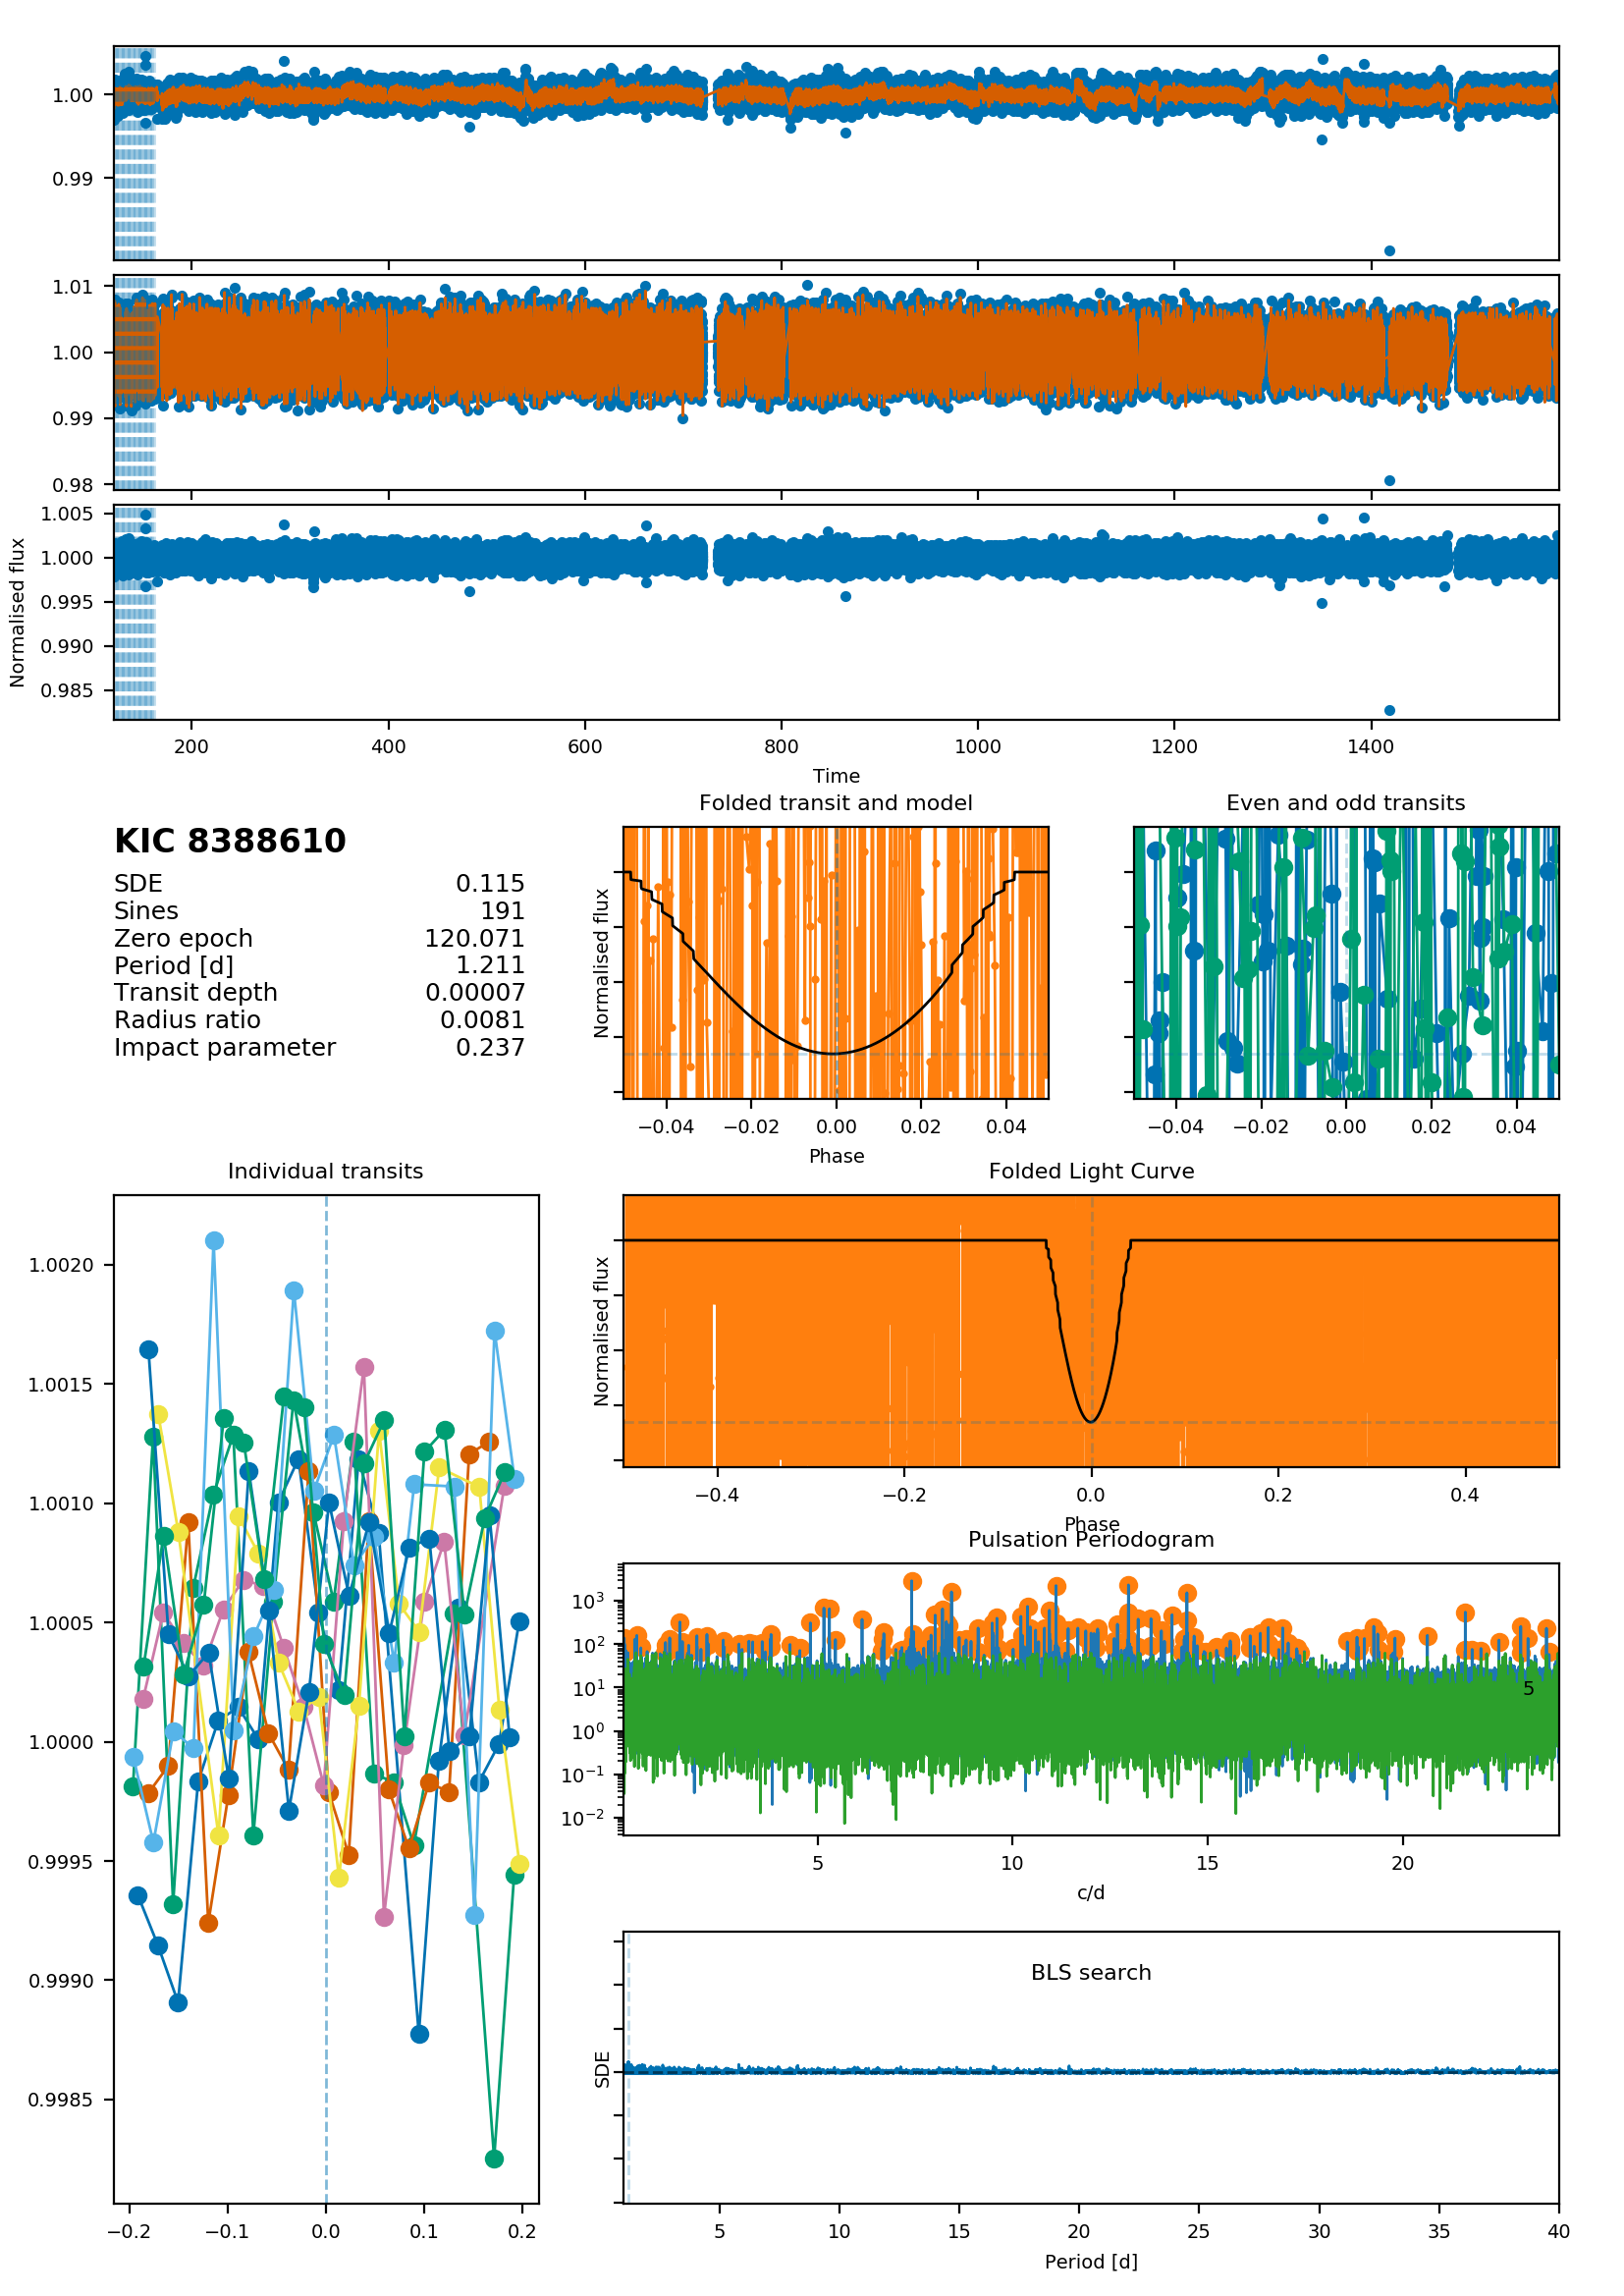 1.00
0.99
1.01
1.00
0.99
0.98
1.005
1.000
0.995
0.990
0.985
Normalised flux
200 400 600 800 1000 1200 1400
Time
KIC 8388610
SDE 0.115
Sines 191
Zero epoch 120.071
Period [d] 1.211
Transit depth 0.00007
Radius ratio 0.0081
Impact parameter 0.237
Folded transit and model
Normalised flux
−0.04 −0.02 0.00 0.02 0.04
Phase
Even and odd transits
−0.04 −0.02 0.00 0.02 0.04
Individual transits
1.0020
1.0015
1.0010
1.0005
1.0000
0.9995
0.9990
0.9985
−0.2 −0.1 0.0 0.1 0.2
Folded Light Curve
Normalised flux
−0.4 −0.2 0.0 0.2 0.4
Phase
Pulsation Periodogram
10³
10²
10¹
10⁰
10⁻¹
10⁻²
5
5 10 15 20
c/d
BLS search
SDE
5 10 15 20 25 30 35 40
Period [d]